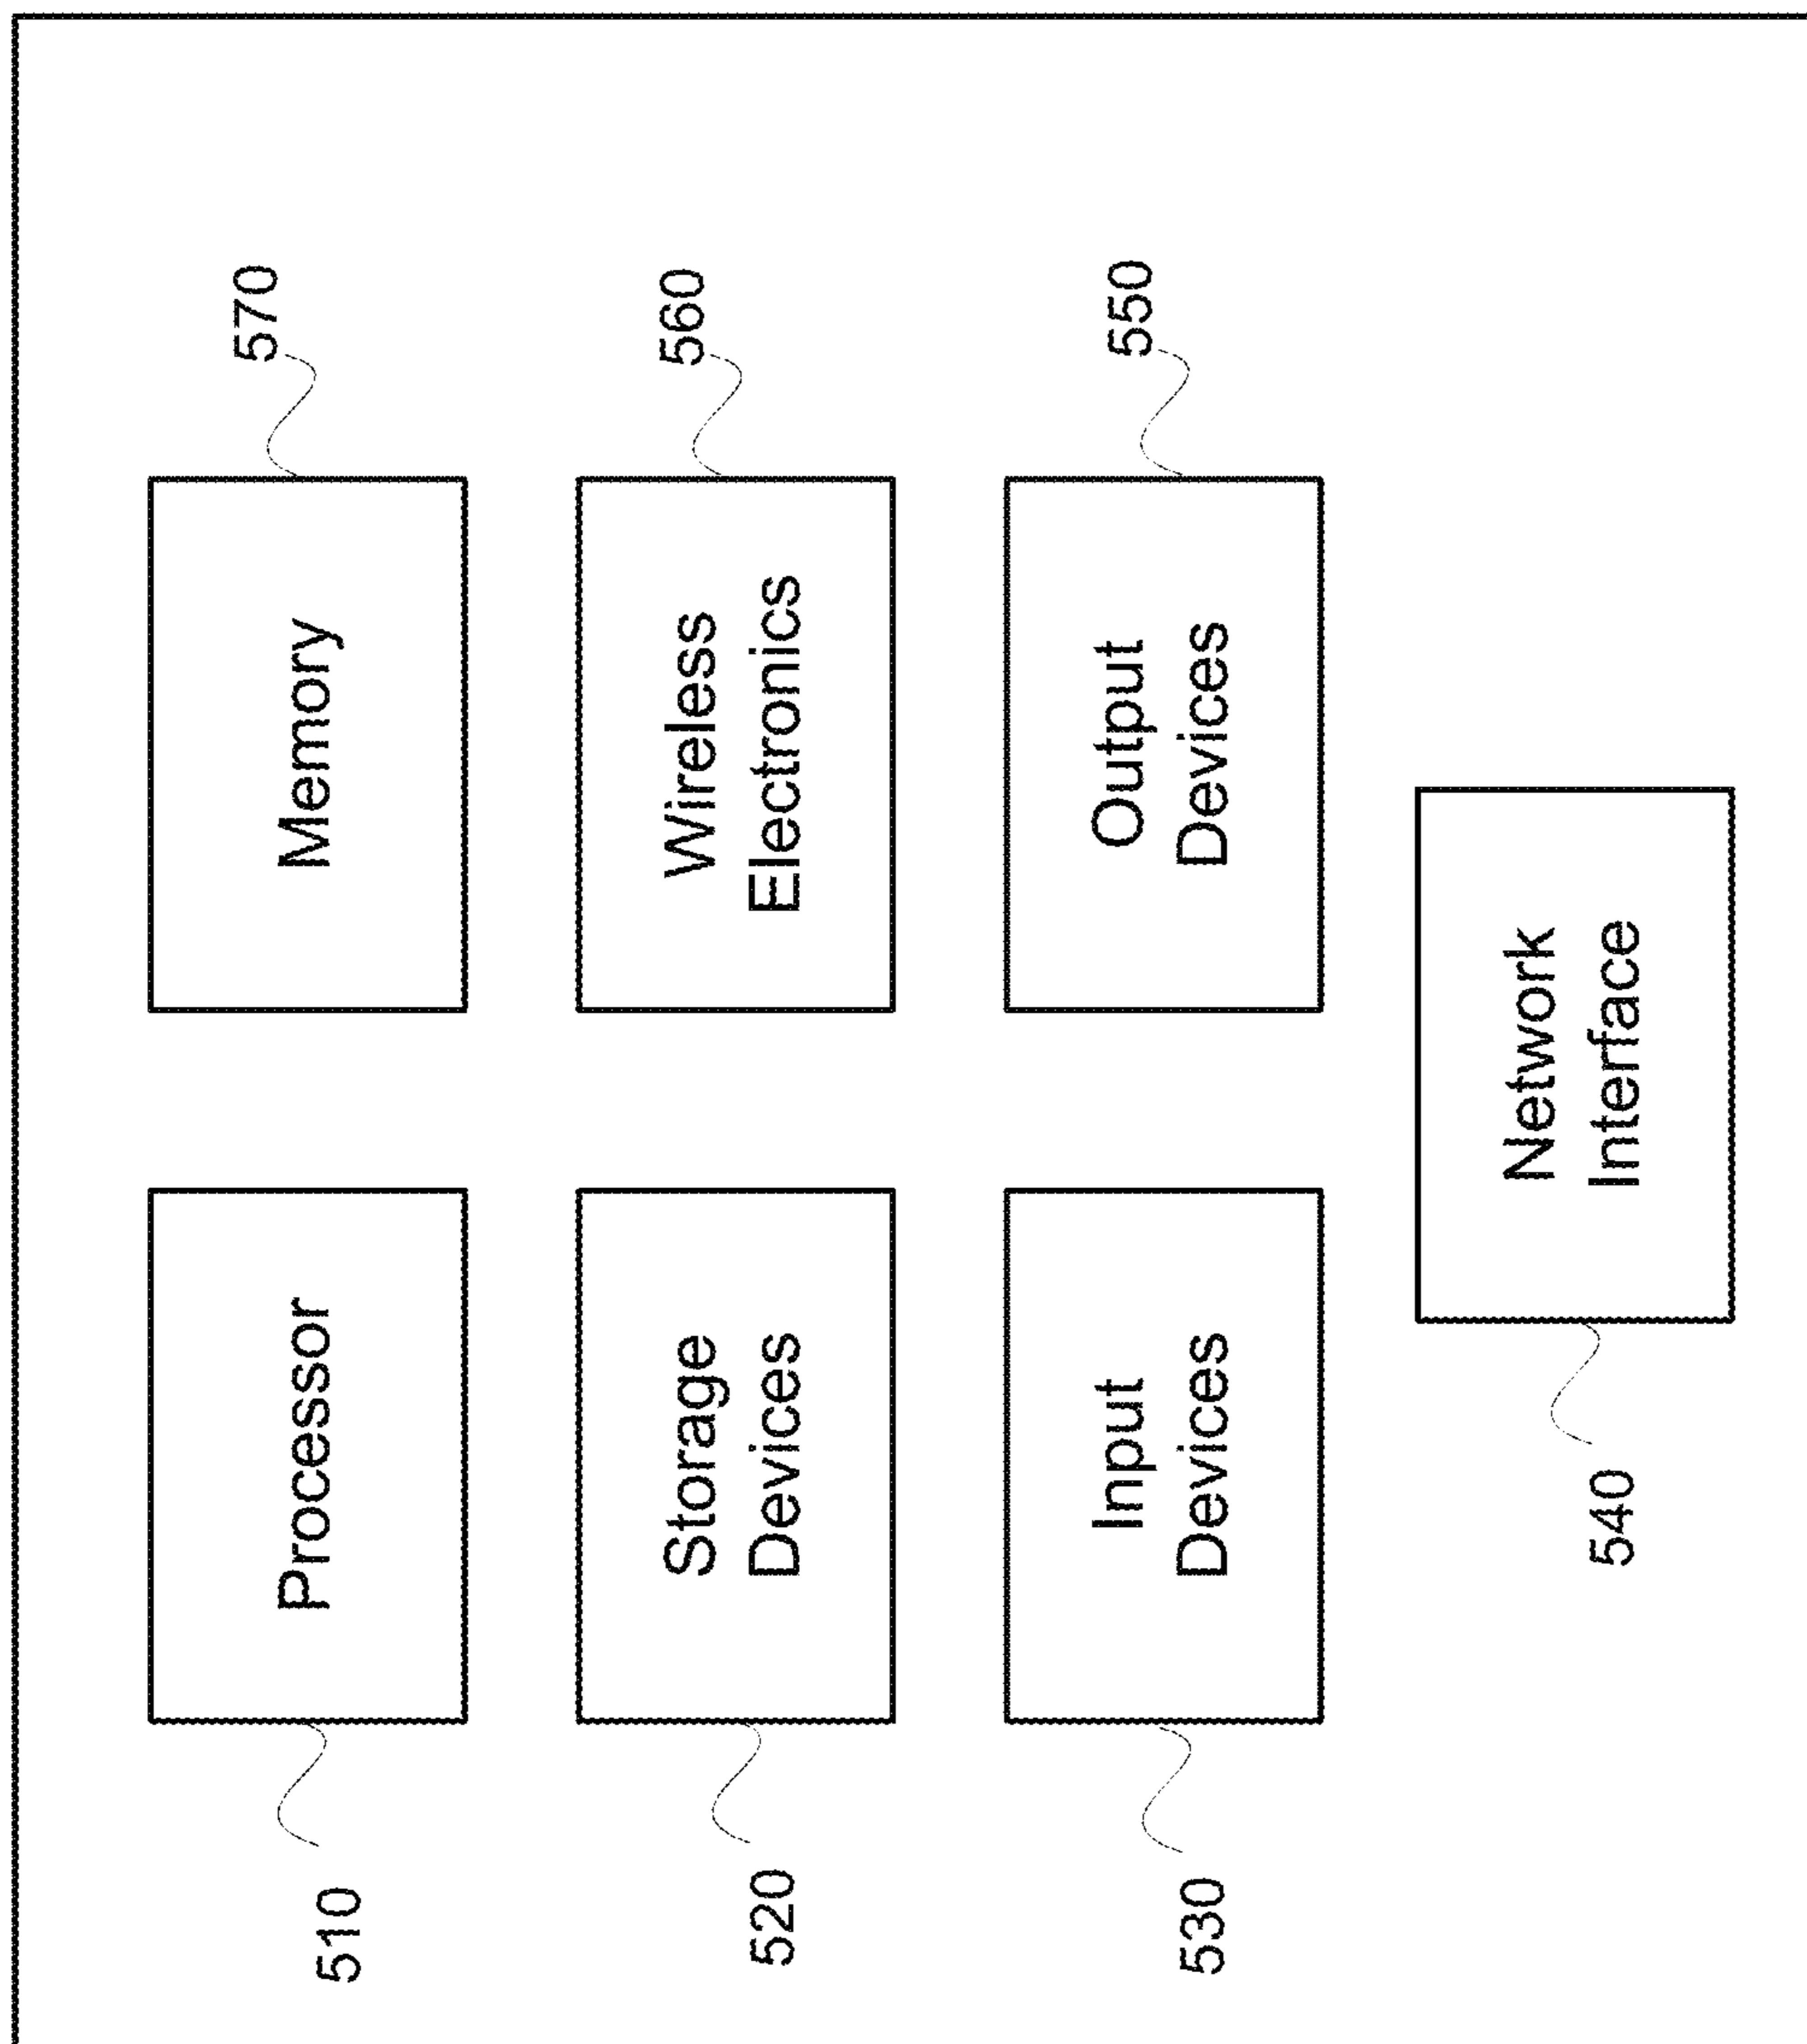 Processor
510
Memory
570
Storage
Devices
520
Wireless
Electronics
560
Input
Devices
530
Output
Devices
550
Network
Interface
540